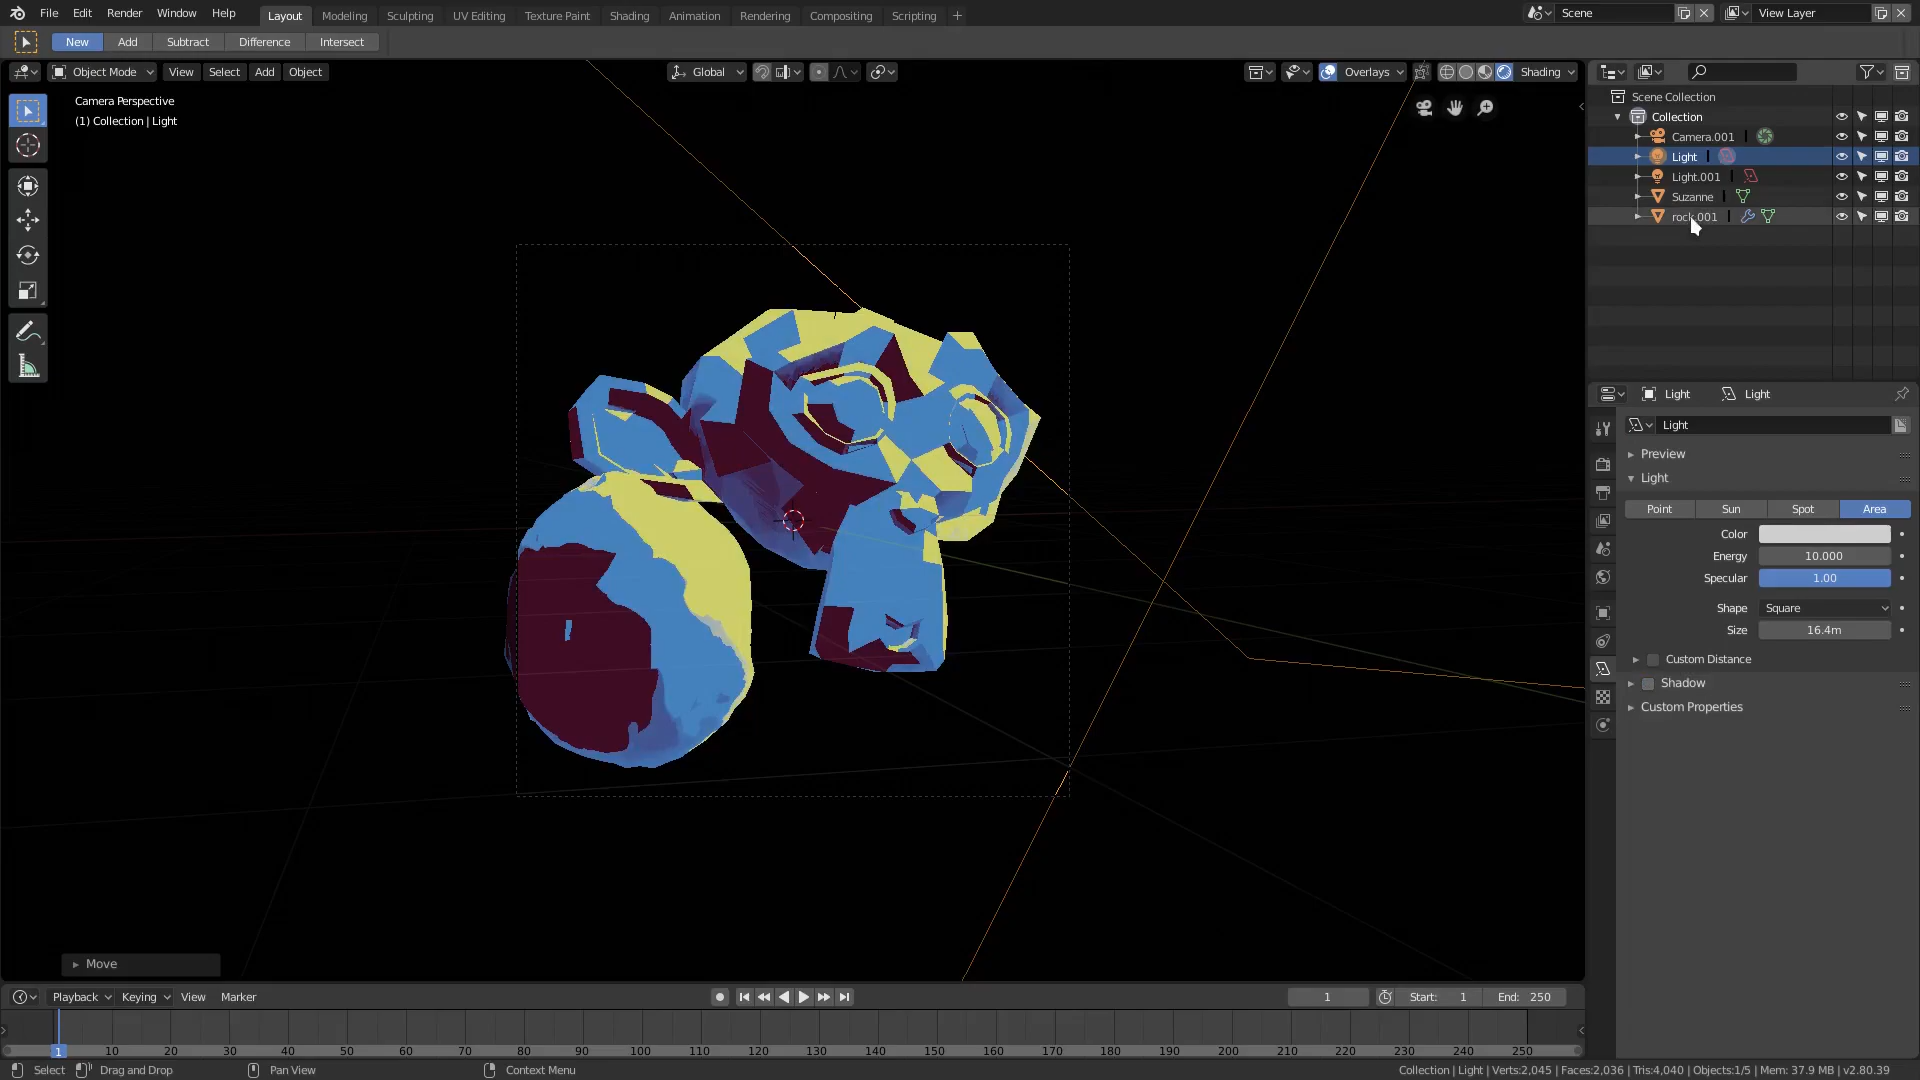 File Edit Render Window Help Layout Modeling Sculpting UV Editing Texture Paint Shading Animation Rendering Compositing Scripting + Scene View Layer
New Add Subtract Difference Intersect
Object Mode View Select Add Object Global Overlays Shading
Camera Perspective
(1) Collection | Light
Scene Collection
Collection
Camera.001
Light
Light.001
Suzanne
rock.001
Light Light
Light
Preview
Light
Point Sun Spot Area
Color
Energy 10.000
Specular 1.00
Shape Square
Size 16.4m
Custom Distance
Shadow
Custom Properties
Move
Playback Keying View Marker 1 Start: 1 End: 250
1 10 20 30 40 50 60 70 80 90 100 110 120 130 140 150 160 170 180 190 200 210 220 230 240 250
Select Drag and Drop Pan View Context Menu Collection | Light | Verts:2,045 | Faces:2,036 | Tris:4,040 | Objects:1/5 | Mem: 37.9 MB | v2.80.39